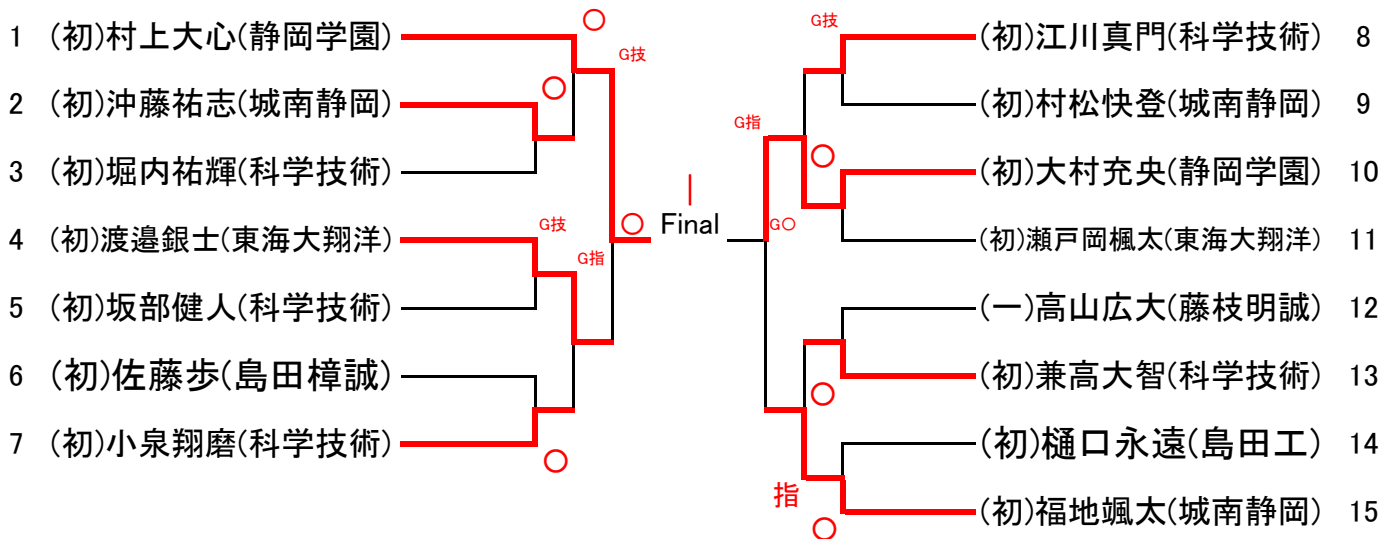 1 (初)村上大心(静岡学園)
2 (初)沖藤祐志(城南静岡)
3 (初)堀内祐輝(科学技術)
4 (初)渡邉銀士(東海大翔洋)
5 (初)坂部健人(科学技術)
6 (初)佐藤歩(島田樟誠)
7 (初)小泉翔磨(科学技術)
○
G技
○
G技
G指
○
○
Final
G技
G指
○
G○
○
指
○
(初)江川真門(科学技術) 8
(初)村松快登(城南静岡) 9
(初)大村充央(静岡学園) 10
(初)瀬戸岡楓太(東海大翔洋) 11
(一)高山広大(藤枝明誠) 12
(初)兼高大智(科学技術) 13
(初)樋口永遠(島田工) 14
(初)福地颯太(城南静岡) 15